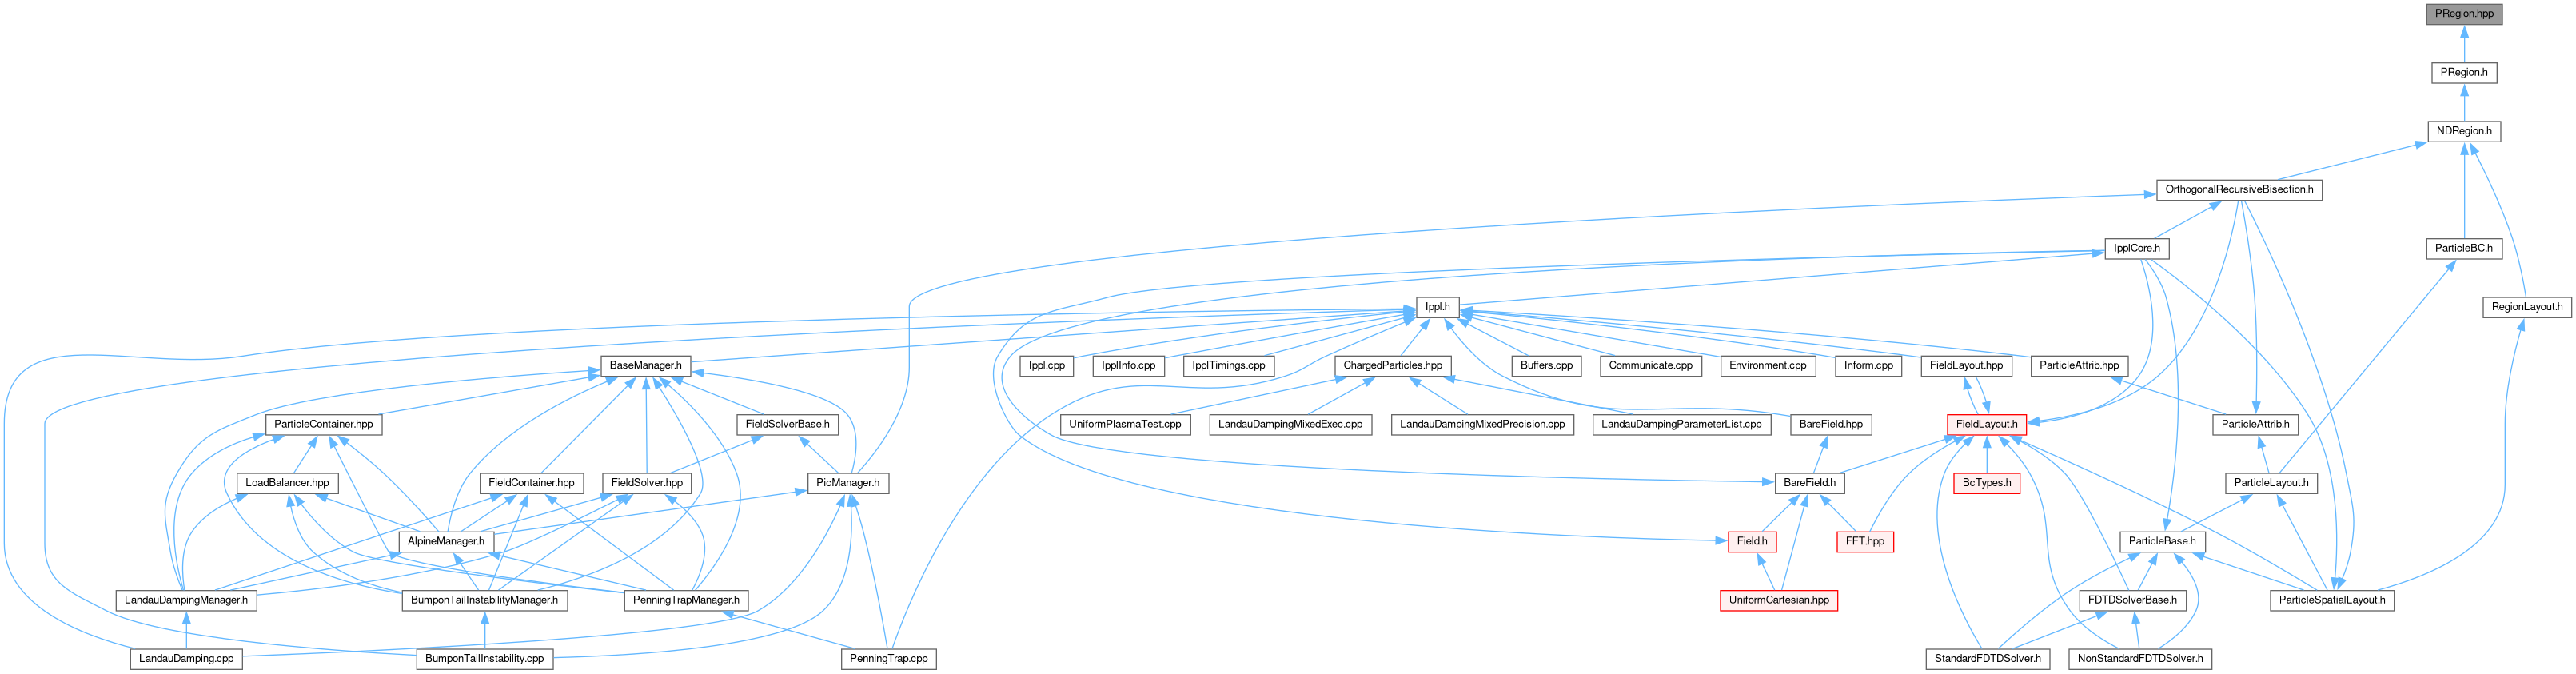 PRegion.hpp
PRegion.h
NDRegion.h
OrthogonalRecursiveBisection.h
IpplCore.h
ParticleBC.h
Ippl.h
RegionLayout.h
BaseManager.h
Ippl.cpp
IpplInfo.cpp
IpplTimings.cpp
ChargedParticles.hpp
Buffers.cpp
Communicate.cpp
Environment.cpp
Inform.cpp
FieldLayout.hpp
ParticleAttrib.hpp
ParticleContainer.hpp
FieldSolverBase.h
UniformPlasmaTest.cpp
LandauDampingMixedExec.cpp
LandauDampingMixedPrecision.cpp
LandauDampingParameterList.cpp
BareField.hpp
FieldLayout.h
ParticleAttrib.h
LoadBalancer.hpp
FieldContainer.hpp
FieldSolver.hpp
PicManager.h
BareField.h
BcTypes.h
ParticleLayout.h
AlpineManager.h
Field.h
FFT.hpp
ParticleBase.h
LandauDampingManager.h
BumponTailInstabilityManager.h
PenningTrapManager.h
UniformCartesian.hpp
FDTDSolverBase.h
ParticleSpatialLayout.h
LandauDamping.cpp
BumponTailInstability.cpp
PenningTrap.cpp
StandardFDTDSolver.h
NonStandardFDTDSolver.h